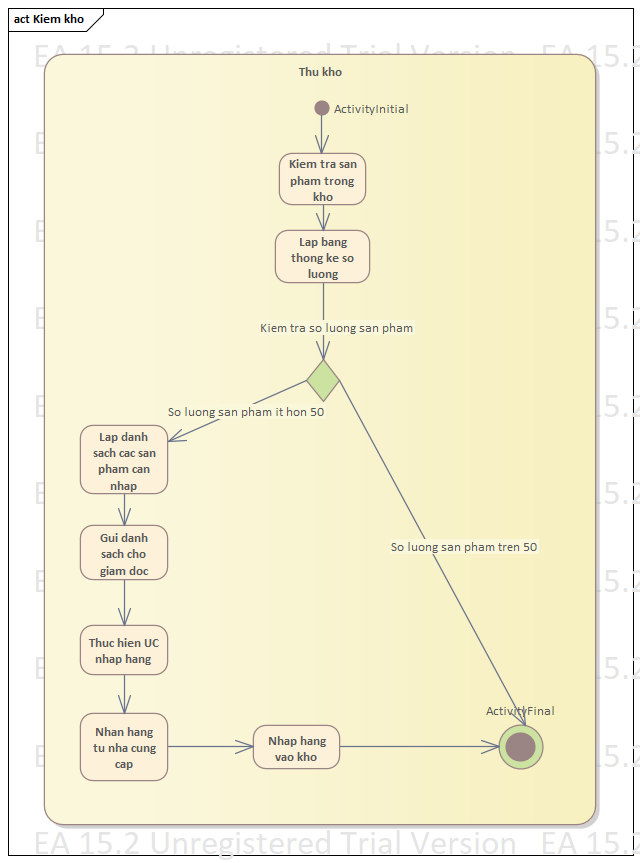 act Kiem kho
EA 15.2 Unregistered Trial Version EA 15.2
Thu kho
ActivityInitial
Kiem tra san
pham trong
kho
Lap bang
thong ke so
luong
Kiem tra so luong san pham
So luong san pham it hon 50
Lap danh
sach cac san
pham can
nhap
Gui danh
sach cho
giam doc
So luong san pham tren 50
Thuc hien UC
nhap hang
ActivityFinal
Nhan hang
tu nha cung
cap
Nhap hang
vao kho
EA 15.2 Unregistered Trial Version EA 15.2